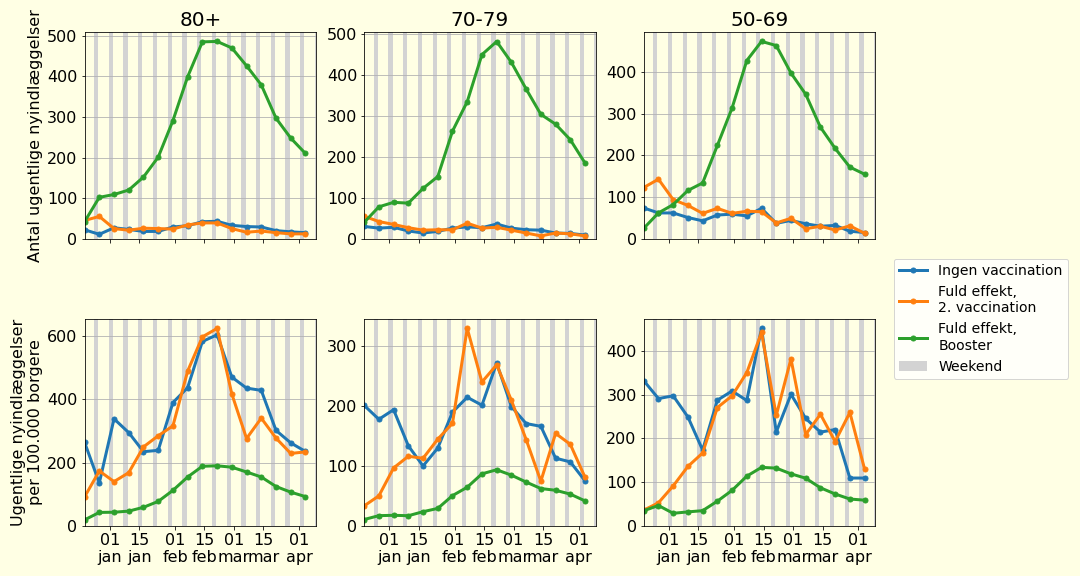 80+
70-79
50-69
Antal ugentlige nyindlæggelser
500
400
300
200
100
0
500
400
300
200
100
0
400
300
200
100
0
Ingen vaccination
Fuld effekt,
2. vaccination
Fuld effekt,
Booster
Weekend
Ugentlige nyindlæggelser
per 100.000 borgere
600
400
200
0
300
200
100
0
400
300
200
100
0
01 15 01 15 01 15 01
jan jan feb feb mar mar apr
01 15 01 15 01 15 01
jan jan feb feb mar mar apr
01 15 01 15 01 15 01
jan jan feb feb mar mar apr